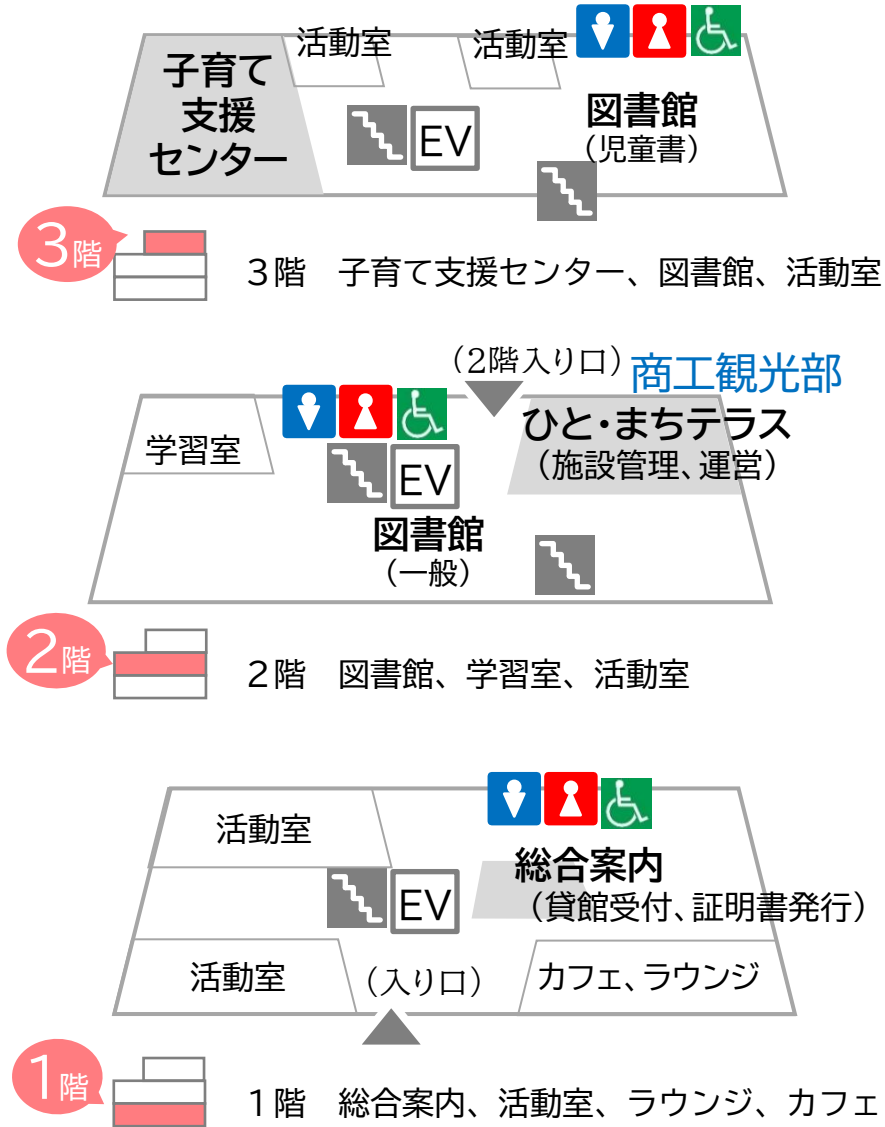 活動室
活動室
子育て
支援
センター
図書館
（児童書）
EV
3階
３階　子育て支援センター、図書館、活動室
（2階入り口）
商工観光部
ひと・まちテラス
（施設管理、運営）
学習室
EV
図書館
（一般）
2階
２階　図書館、学習室、活動室
活動室
総合案内
（貸館受付、証明書発行）
EV
活動室
（入り口）
カフェ、ラウンジ
1階
１階　総合案内、活動室、ラウンジ、カフェ